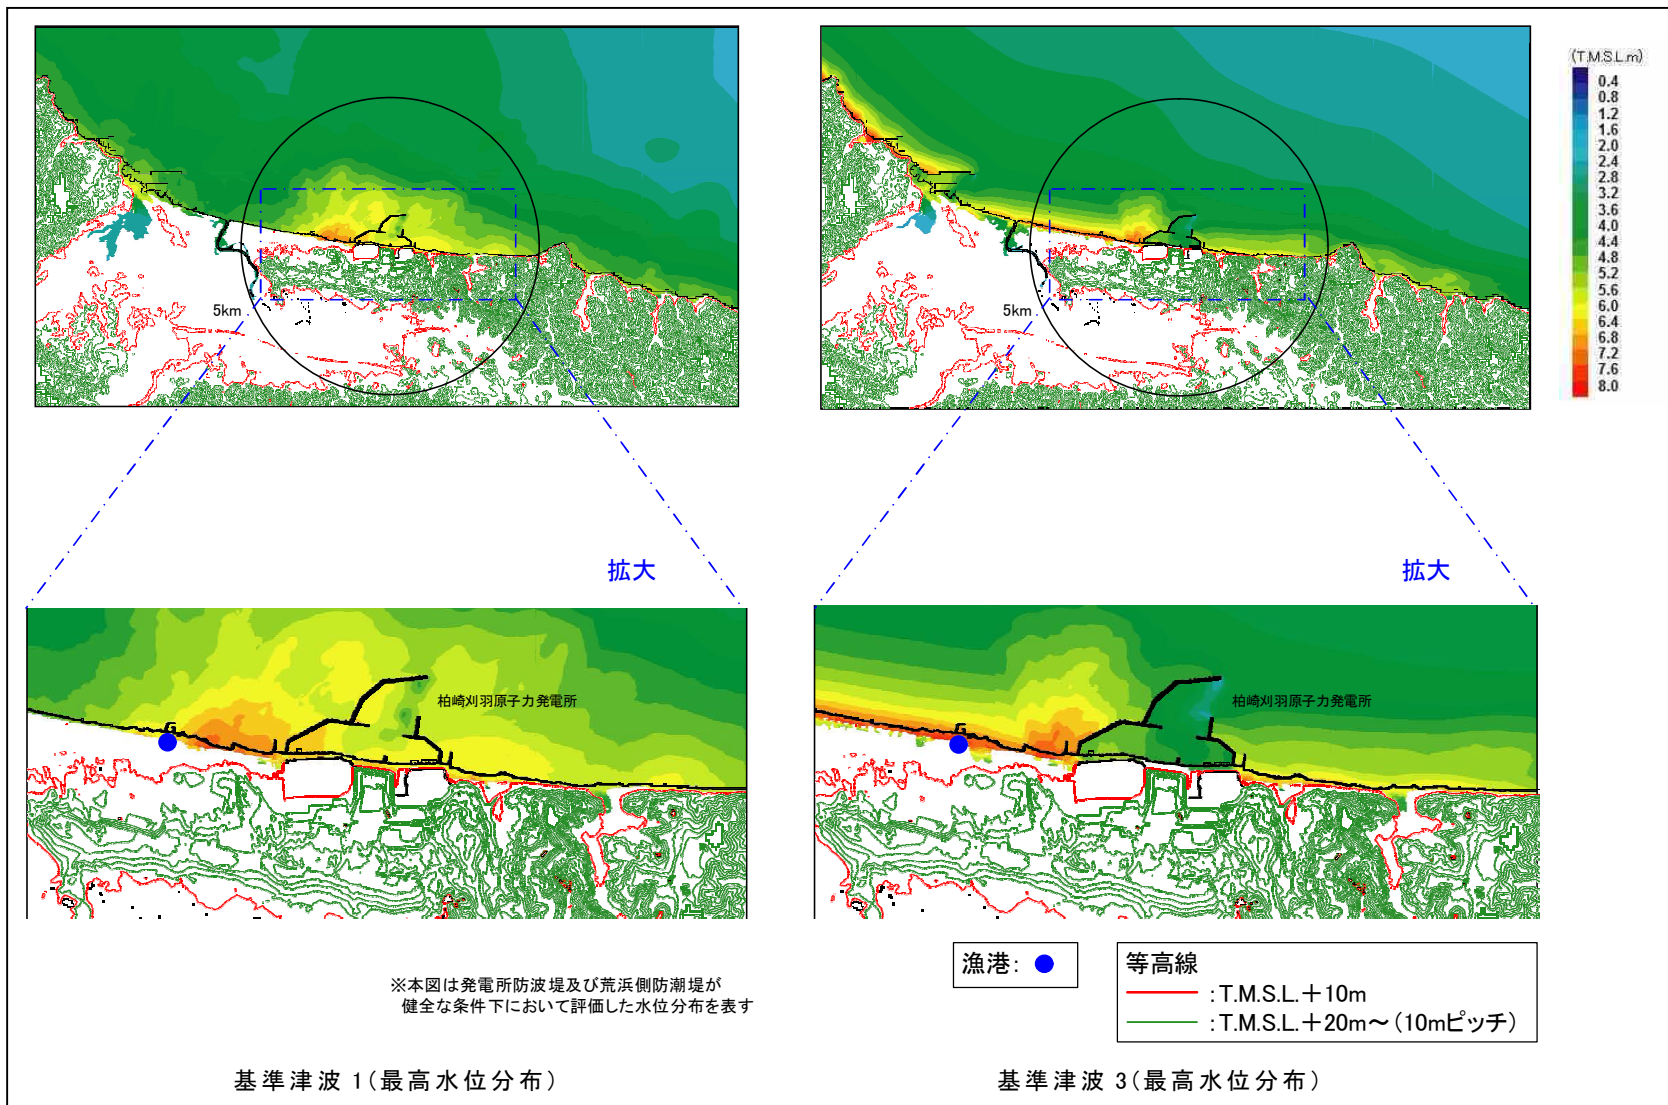 (T.M.S.L.m)
0.4
0.8
1.2
1.6
2.0
2.4
2.8
3.2
3.6
4.0
4.4
4.8
5.2
5.6
6.0
6.4
6.8
7.2
7.6
8.0
5km
5km
拡大
拡大
柏崎刈羽原子力発電所
柏崎刈羽原子力発電所
漁港:
等高線
:T.M.S.L.+10m
:T.M.S.L.+20m～(10mピッチ)
※本図は発電所防波堤及び荒浜側防潮堤が
健全な条件下において評価した水位分布を表す
基準津波 1(最高水位分布)
基準津波 3(最高水位分布)